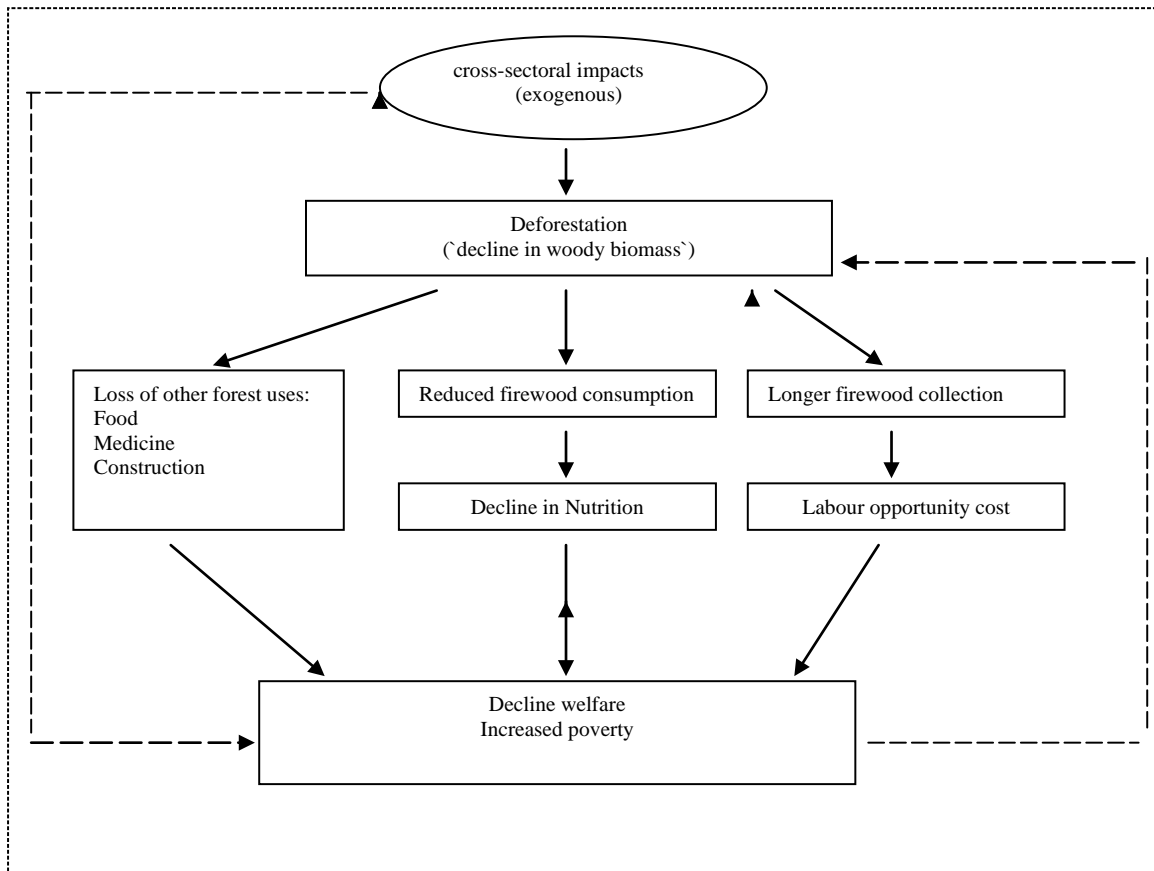 cross-sectoral impacts
(exogenous)
Deforestation
(`decline in woody biomass`)
Loss of other forest uses:
Food
Medicine
Construction
Reduced firewood consumption
Longer firewood collection
Decline in Nutrition
Labour opportunity cost
Decline welfare
Increased poverty